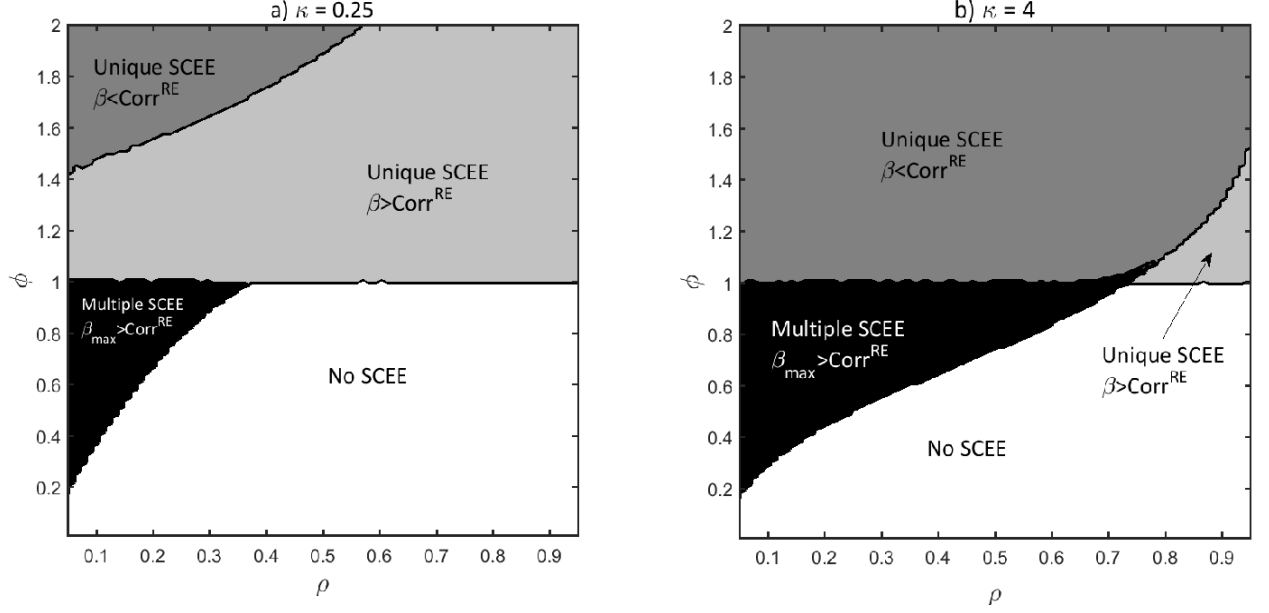 a) κ = 0.25
2
1.8
1.6
1.4
1.2
1
0.8
0.6
0.4
0.2
ϕ
Unique SCEE
β<Corr^RE
Unique SCEE
β>Corr^RE
Multiple SCEE
β_max>Corr^RE
No SCEE
0.1 0.2 0.3 0.4 0.5 0.6 0.7 0.8 0.9
ρ
b) κ = 4
2
1.8
1.6
1.4
1.2
1
0.8
0.6
0.4
0.2
ϕ
Unique SCEE
β<Corr^RE
Multiple SCEE
β_max>Corr^RE
Unique SCEE
β>Corr^RE
No SCEE
0.1 0.2 0.3 0.4 0.5 0.6 0.7 0.8 0.9
ρ